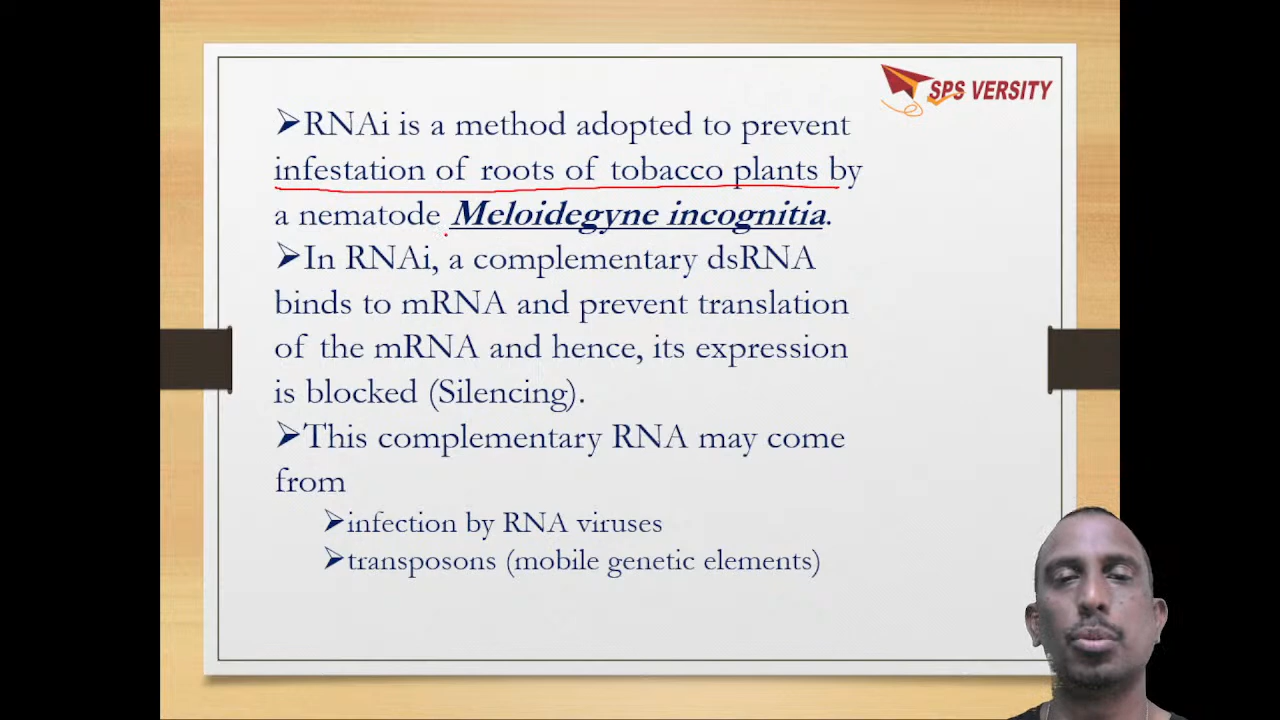 SPS VERSITY
➤RNAi is a method adopted to prevent
infestation of roots of tobacco plants by
a nematode Meloidegyne incognitia.
➤In RNAi, a complementary dsRNA
binds to mRNA and prevent translation
of the mRNA and hence, its expression
is blocked (Silencing).
➤This complementary RNA may come
from
➤infection by RNA viruses
➤transposons (mobile genetic elements)